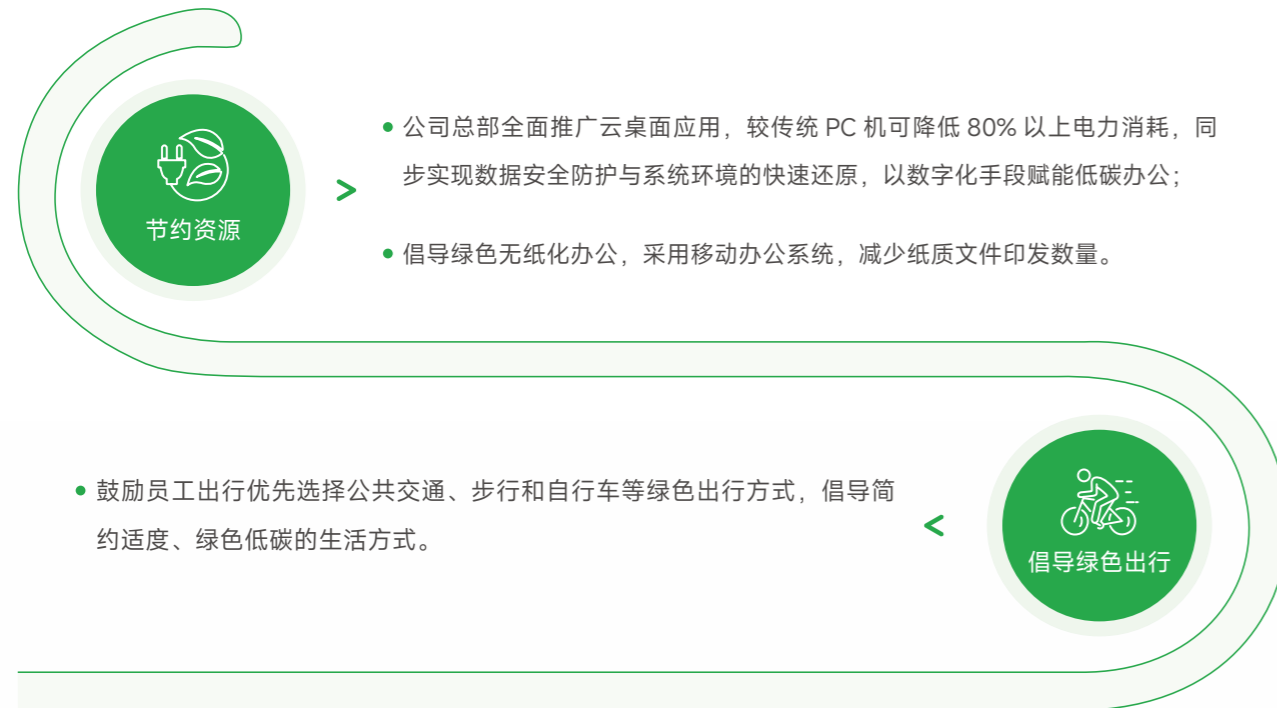 节约资源
公司总部全面推广云桌面应用，较传统 PC 机可降低 80% 以上电力消耗，同
步实现数据安全防护与系统环境的快速还原，以数字化手段赋能低碳办公；
倡导绿色无纸化办公，采用移动办公系统，减少纸质文件印发数量。
鼓励员工出行优先选择公共交通、步行和自行车等绿色出行方式，倡导简
约适度、绿色低碳的生活方式。
倡导绿色出行